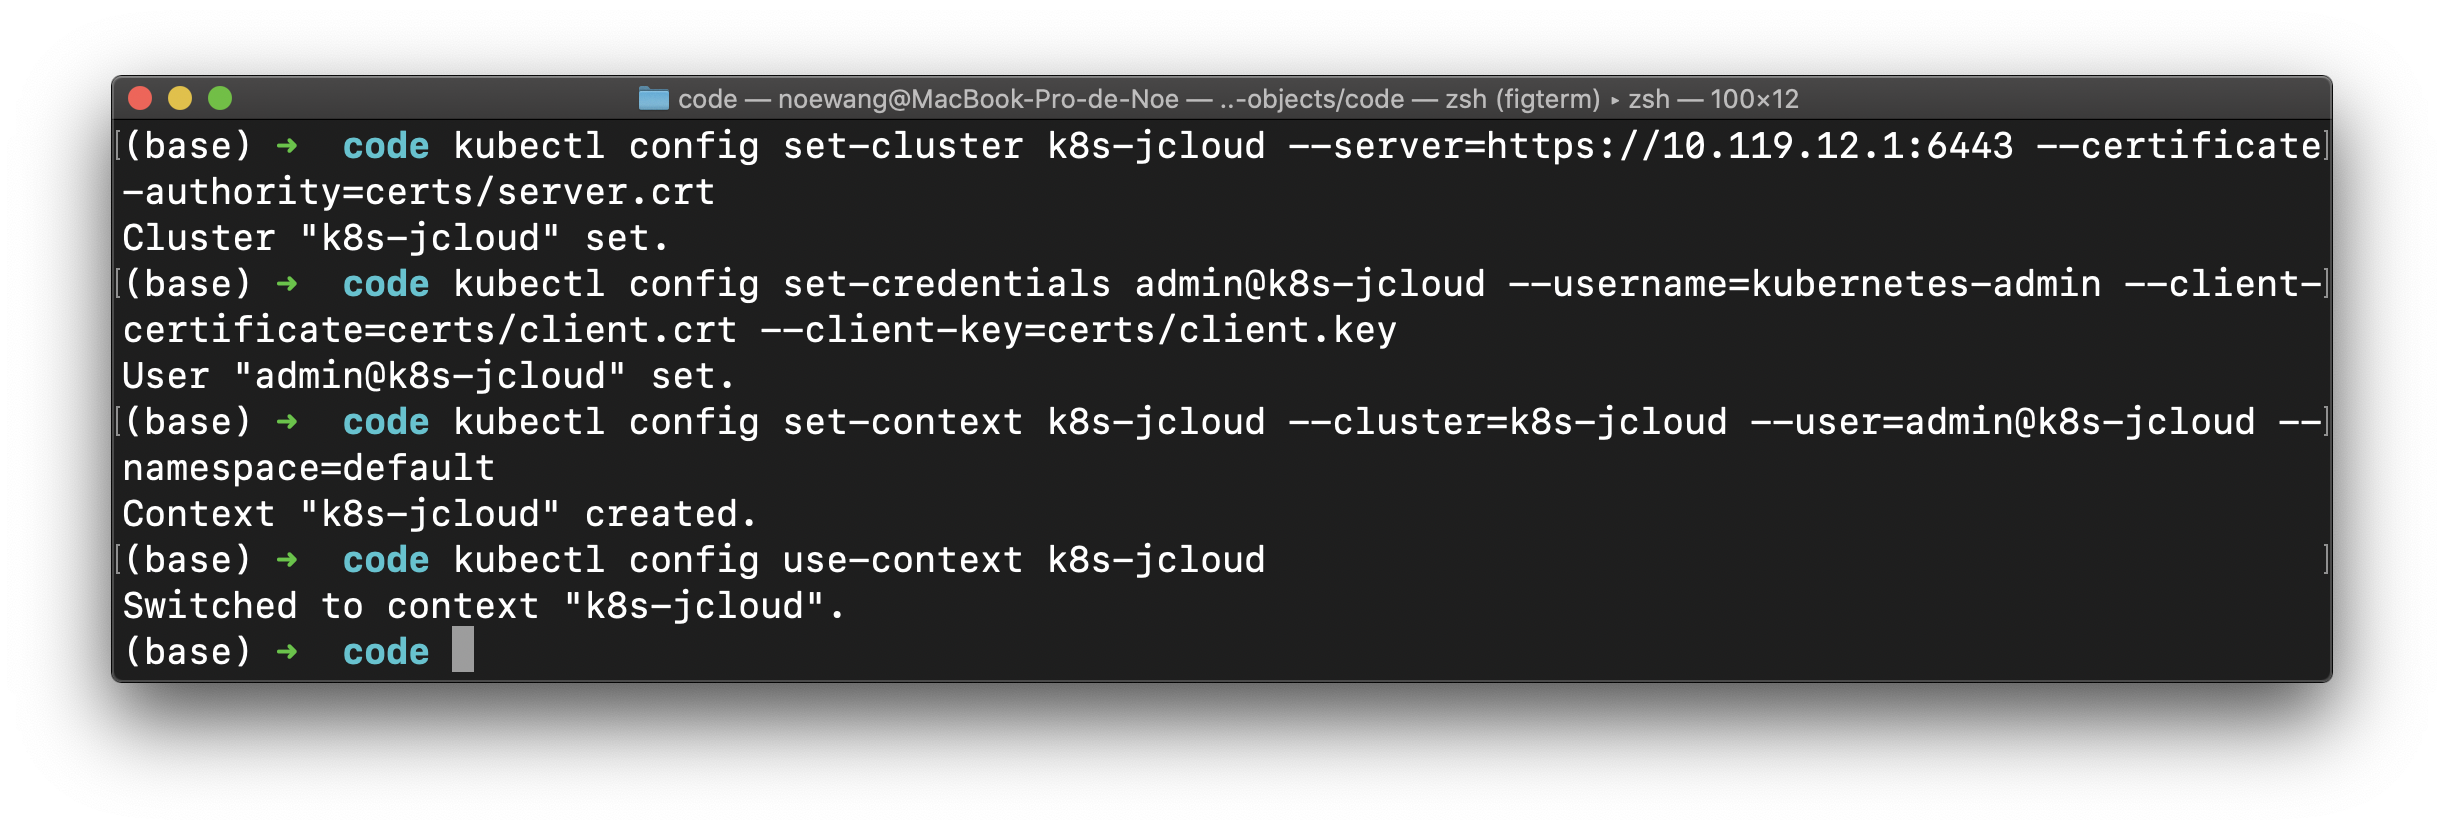 code — noewang@MacBook-Pro-de-Noe — ..-objects/code — zsh (figterm) ▸ zsh — 100×12
[(base) ➜  code kubectl config set-cluster k8s-jcloud --server=https://10.119.12.1:6443 --certificate]
-authority=certs/server.crt
Cluster "k8s-jcloud" set.
[(base) ➜  code kubectl config set-credentials admin@k8s-jcloud --username=kubernetes-admin --client-]
certificate=certs/client.crt --client-key=certs/client.key
User "admin@k8s-jcloud" set.
[(base) ➜  code kubectl config set-context k8s-jcloud --cluster=k8s-jcloud --user=admin@k8s-jcloud --]
namespace=default
Context "k8s-jcloud" created.
[(base) ➜  code kubectl config use-context k8s-jcloud ]
Switched to context "k8s-jcloud".
(base) ➜  code